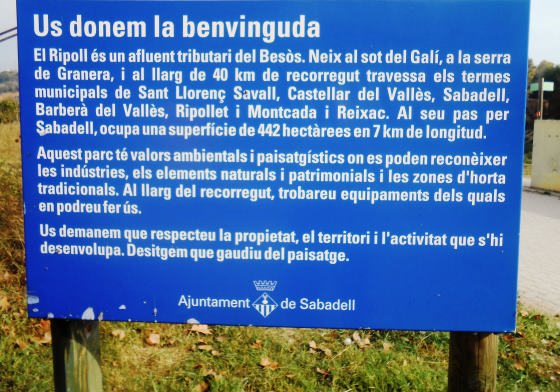 Us donem la benvinguda
El Ripoll és un afluent tributari del Besòs. Neix al sot del Galí, a la serra
de Granera, i al llarg de 40 km de recorregut travessa els termes
municipals de Sant Llorenç Savall, Castellar del Vallès, Sabadell,
Barberà del Vallès, Ripollet i Montcada i Reixac. Al seu pas per
Sabadell, ocupa una superfície de 442 hectàrees en 7 km de longitud.
Aquest parc té valors ambientals i paisatgístics on es poden reconèixer
les indústries, els elements naturals i patrimonials i les zones d'horta
tradicionals. Al llarg del recorregut, trobareu equipaments dels quals
en podreu fer ús.
Us demanem que respecteu la propietat, el territori i l'activitat que s'hi
desenvolupa. Desitgem que gaudiu del paisatge.
Ajuntament de Sabadell